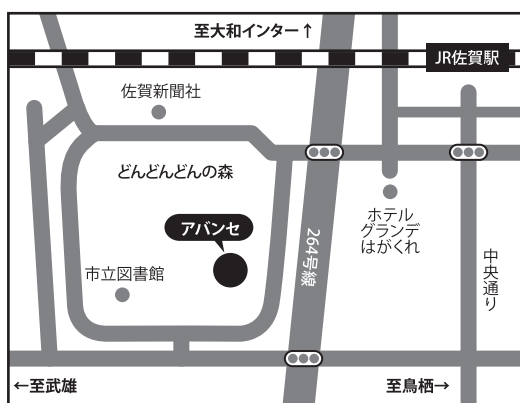 至大和インター↑
JR佐賀駅
佐賀新聞社
どんどんどんの森
アバンセ
264号線
ホテル
グランデ
はがくれ
市立図書館
中央通り
←至武雄
至鳥栖→